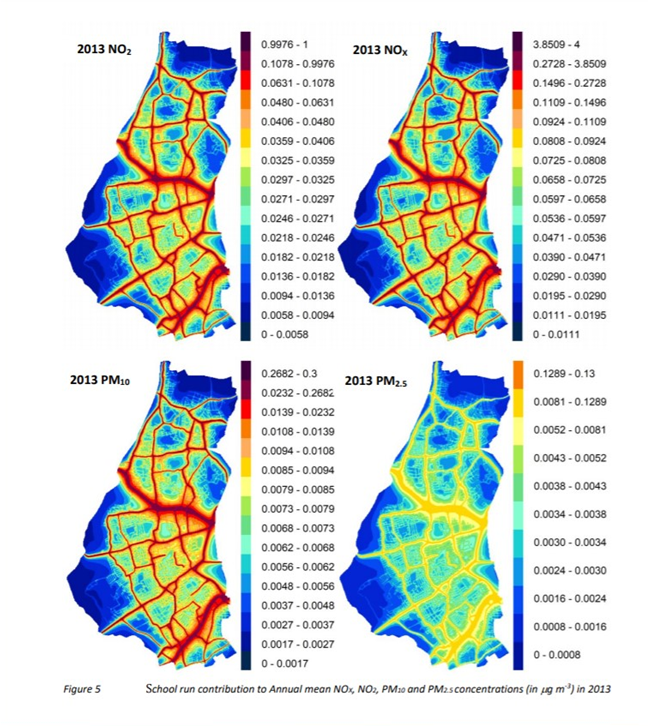 2013 NO2
0.9976 - 1
0.1078 - 0.9976
0.0631 - 0.1078
0.0480 - 0.0631
0.0406 - 0.0480
0.0359 - 0.0406
0.0325 - 0.0359
0.0297 - 0.0325
0.0271 - 0.0297
0.0246 - 0.0271
0.0218 - 0.0246
0.0182 - 0.0218
0.0136 - 0.0182
0.0094 - 0.0136
0.0058 - 0.0094
0 - 0.0058
2013 NOX
3.8509 - 4
0.2728 - 3.8509
0.1496 - 0.2728
0.1109 - 0.1496
0.0924 - 0.1109
0.0808 - 0.0924
0.0725 - 0.0808
0.0658 - 0.0725
0.0597 - 0.0658
0.0536 - 0.0597
0.0471 - 0.0536
0.0390 - 0.0471
0.0290 - 0.0390
0.0195 - 0.0290
0.0111 - 0.0195
0 - 0.0111
2013 PM10
0.2682 - 0.3
0.0232 - 0.2682
0.0139 - 0.0232
0.0108 - 0.0139
0.0094 - 0.0108
0.0085 - 0.0094
0.0079 - 0.0085
0.0073 - 0.0079
0.0068 - 0.0073
0.0062 - 0.0068
0.0056 - 0.0062
0.0048 - 0.0056
0.0037 - 0.0048
0.0027 - 0.0037
0.0017 - 0.0027
0 - 0.0017
2013 PM2.5
0.1289 - 0.13
0.0081 - 0.1289
0.0052 - 0.0081
0.0043 - 0.0052
0.0038 - 0.0043
0.0034 - 0.0038
0.0030 - 0.0034
0.0024 - 0.0030
0.0016 - 0.0024
0.0008 - 0.0016
0 - 0.0008
Figure 5 School run contribution to Annual mean NOx, NO2, PM10 and PM2.5 concentrations (in µg m-3) in 2013